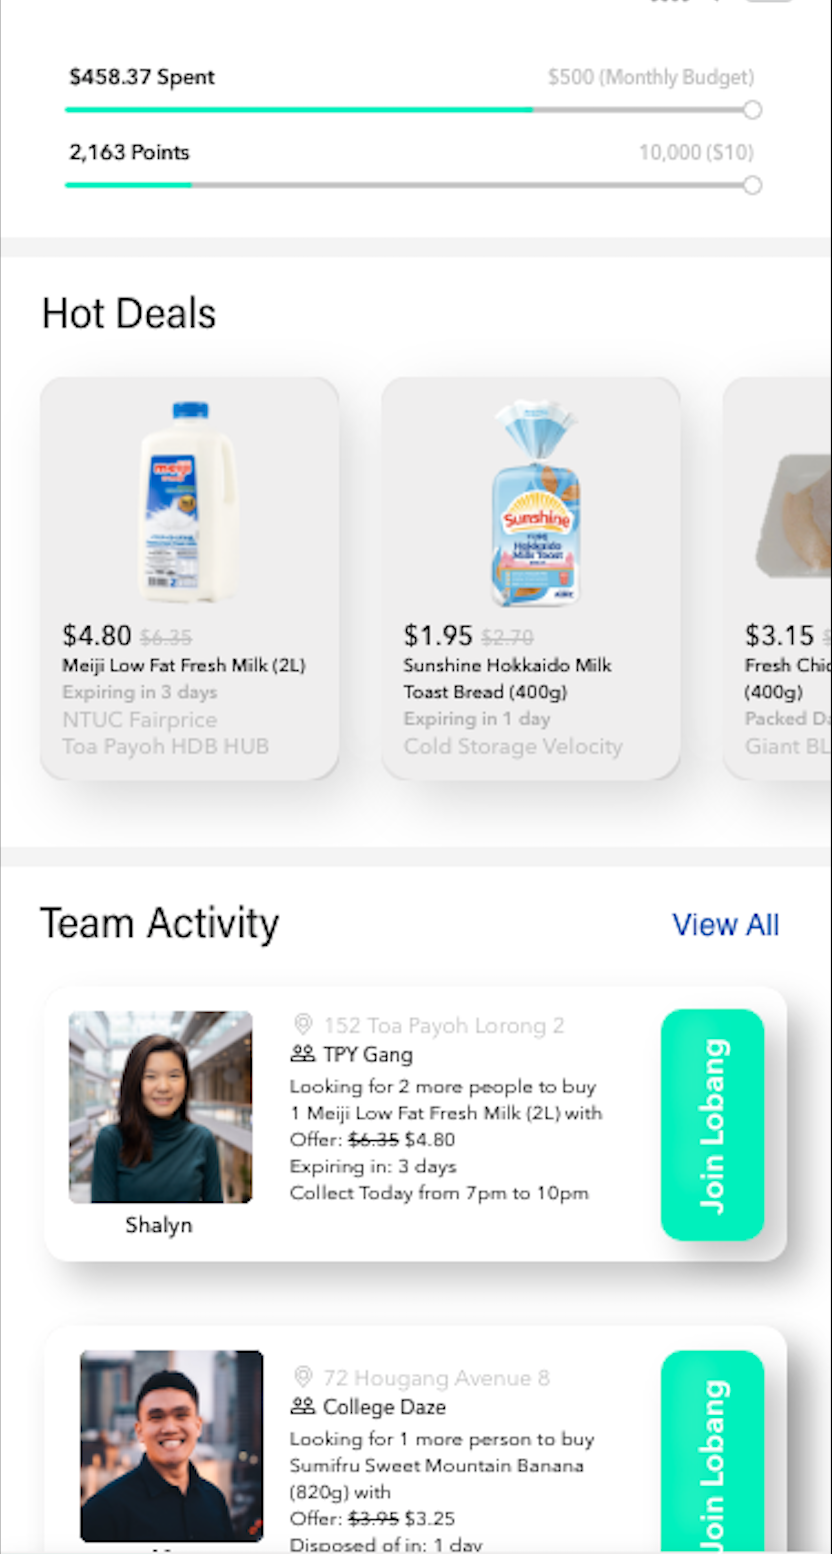 $458.37 Spent
$500 (Monthly Budget)
2,163 Points
10,000 ($10)
Hot Deals
meiji
Sunshine
Hokkaido
Milk Toast
$4.80 $6.35
Meiji Low Fat Fresh Milk (2L)
Expiring in 3 days
NTUC Fairprice
Toa Payoh HDB HUB
$1.95 $2.70
Sunshine Hokkaido Milk
Toast Bread (400g)
Expiring in 1 day
Cold Storage Velocity
$3.15
Fresh
(400g)
Packed
Giant
Team Activity
View All
152 Toa Payoh Lorong 2
TPY Gang
Looking for 2 more people to buy
1 Meiji Low Fat Fresh Milk (2L) with
Offer: $6.35 $4.80
Expiring in: 3 days
Collect Today from 7pm to 10pm
Shalyn
Join Lobang
72 Hougang Avenue 8
College Daze
Looking for 1 more person to buy
Sumifru Sweet Mountain Banana
(820g) with
Offer: $3.95 $3.25
Disposed of in: 1 day
Join Lobang